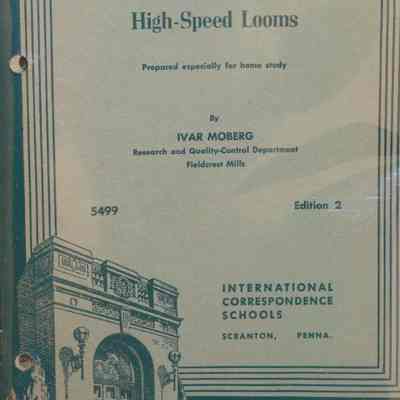 High-Speed Looms
Prepared especially for home study
By
IVAR MOBERG
Research and Quality-Control Department
Fieldcrest Mills
5499
Edition 2
INTERNATIONAL
CORRESPONDENCE
SCHOOLS
SCRANTON, PENNA.